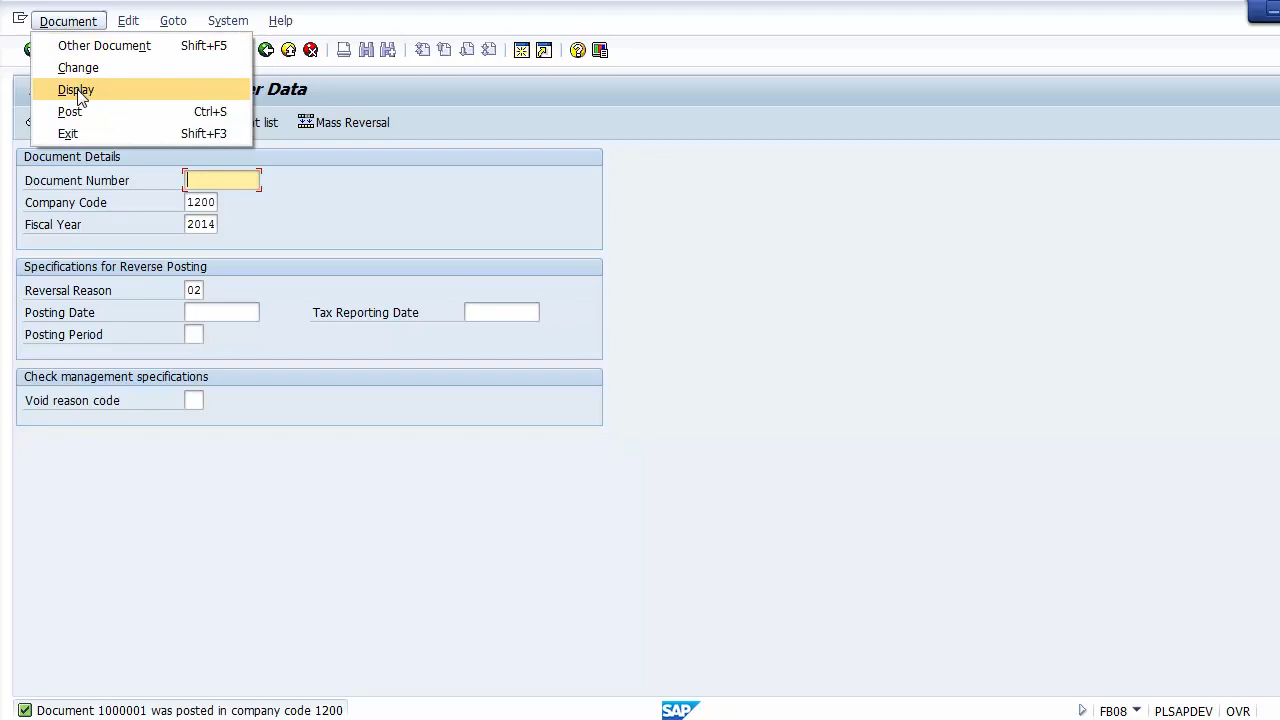 Document Edit Goto System Help
Other Document Shift+F5
Change
Display
Post Ctrl+S
Exit Shift+F3
er Data
t list Mass Reversal
Document Details
Document Number
Company Code 1200
Fiscal Year 2014
Specifications for Reverse Posting
Reversal Reason 02
Posting Date Tax Reporting Date
Posting Period
Check management specifications
Void reason code
Document 1000001 was posted in company code 1200
SAP
FB08 PLSAPDEV OVR